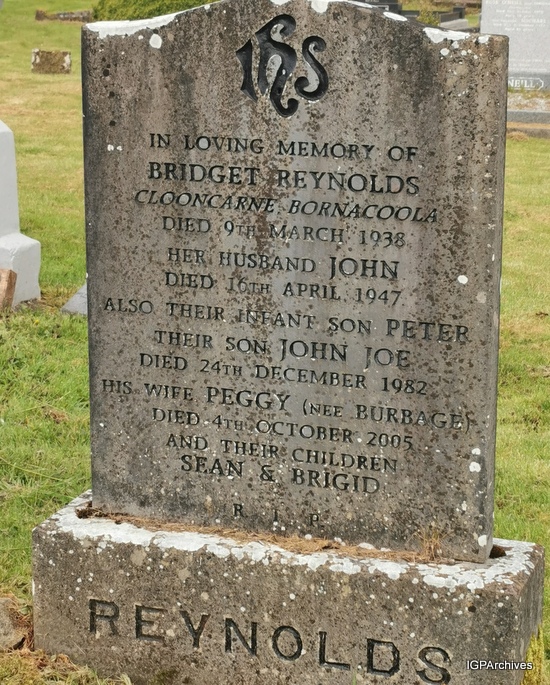 IHS
IN LOVING MEMORY OF
BRIDGET REYNOLDS
CLOONCARNE BORNACOOLA
DIED 9TH MARCH 1938
HER HUSBAND JOHN
DIED 16TH APRIL 1947
ALSO THEIR INFANT SON PETER
THEIR SON JOHN JOE
DIED 24TH DECEMBER 1982
HIS WIFE PEGGY (NEE BURBAGE)
DIED 4TH OCTOBER 2005
AND THEIR CHILDREN
SEAN & BRIGID
R I P
REYNOLDS
IGPArchives